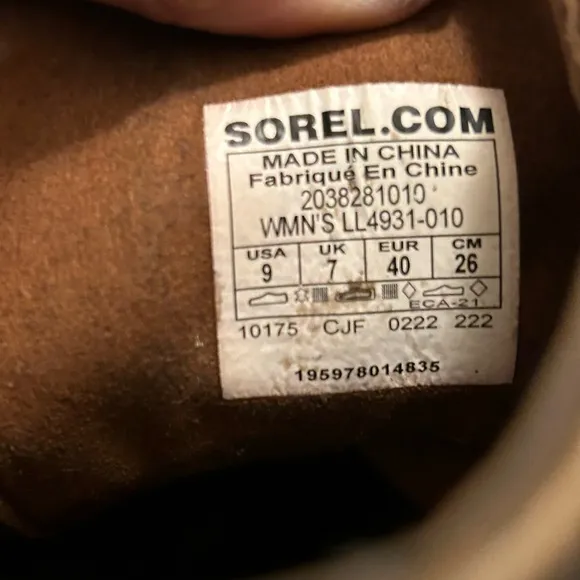 SOREL.COM
MADE IN CHINA
Fabriqué En Chine
2038281010
WMN'S LL4931-010
USA UK EUR CM
9 7 40 26
ECA-21
10175 CJF 0222 222
195978014835